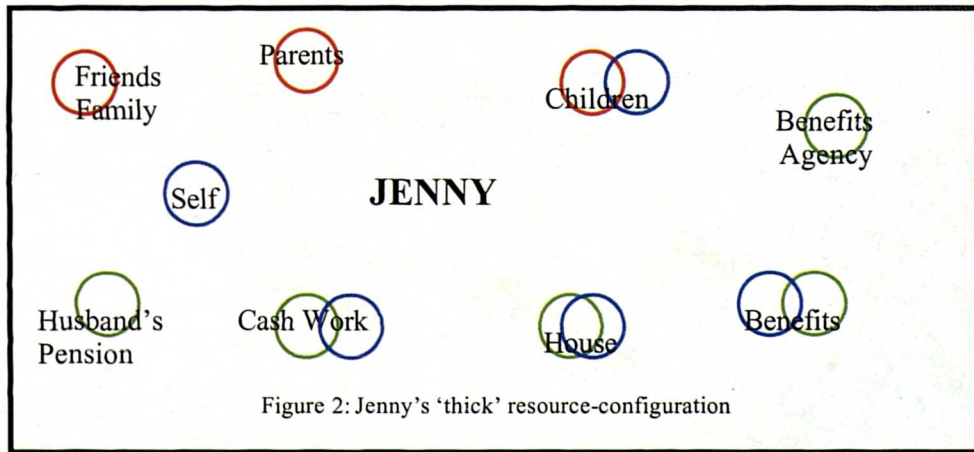 Friends
Family
Parents
Children
Benefits
Agency
Self
JENNY
Husband's
Pension
Cash Work
House
Benefits
Figure 2: Jenny's ‘thick’ resource-configuration